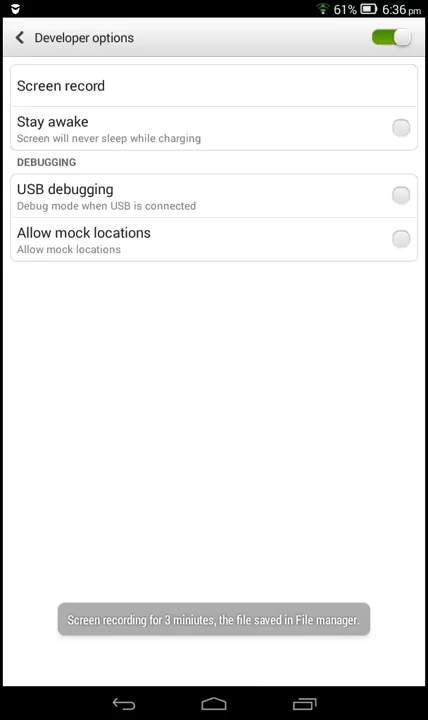 61% 6:36 pm
Developer options
Screen record
Stay awake
Screen will never sleep while charging
DEBUGGING
USB debugging
Debug mode when USB is connected
Allow mock locations
Allow mock locations
Screen recording for 3 miniutes, the file saved in File manager.